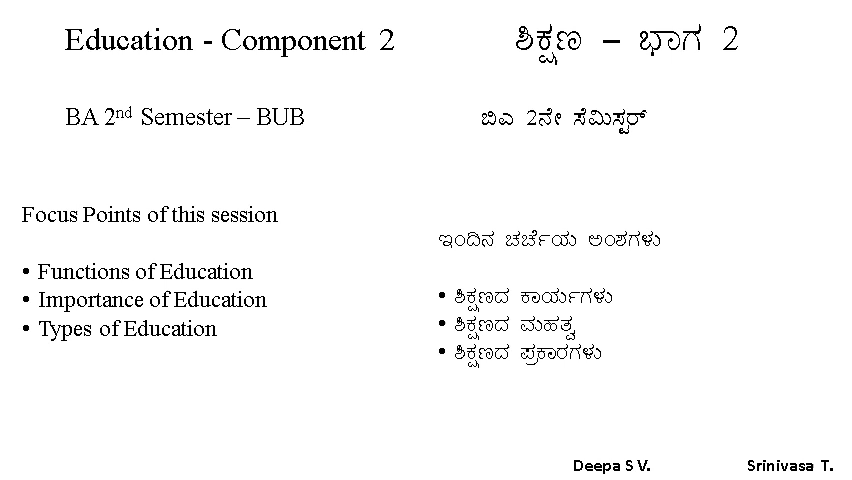 Education - Component 2
ಶಿಕ್ಷಣ – ಭಾಗ 2
BA 2nd Semester – BUB
ಬಿಎ 2ನೇ ಸೆಮಿಸ್ಟರ್
Focus Points of this session
• Functions of Education
• Importance of Education
• Types of Education
ಇಂದಿನ ಚರ್ಚೆಯ ಅಂಶಗಳು
• ಶಿಕ್ಷಣದ ಕಾರ್ಯಗಳು
• ಶಿಕ್ಷಣದ ಮಹತ್ವ
• ಶಿಕ್ಷಣದ ಪ್ರಕಾರಗಳು
Deepa S V. Srinivasa T.